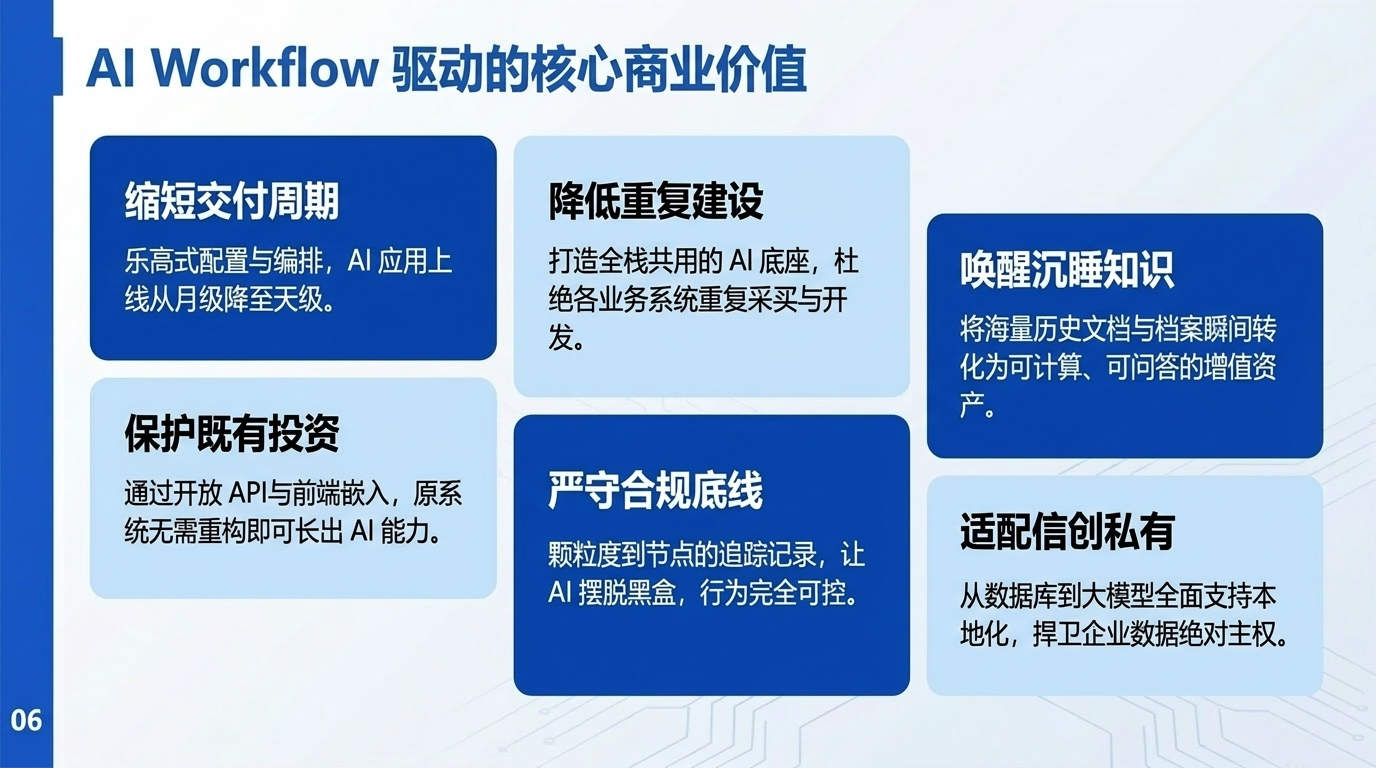 AI Workflow 驱动的核心商业价值
缩短交付周期
乐高式配置与编排，AI 应用上
线从月级降至天级。
保护既有投资
通过开放 API与前端嵌入，原系
统无需重构即可长出 AI 能力。
降低重复建设
打造全栈共用的 AI 底座，杜
绝各业务系统重复采买与开
发。
严守合规底线
颗粒度到节点的追踪记录，让
AI 摆脱黑盒，行为完全可控。
唤醒沉睡知识
将海量历史文档与档案瞬间转
化为可计算、可问答的增值资
产。
适配信创私有
从数据库到大模型全面支持本
地化，捍卫企业数据绝对主权。
06